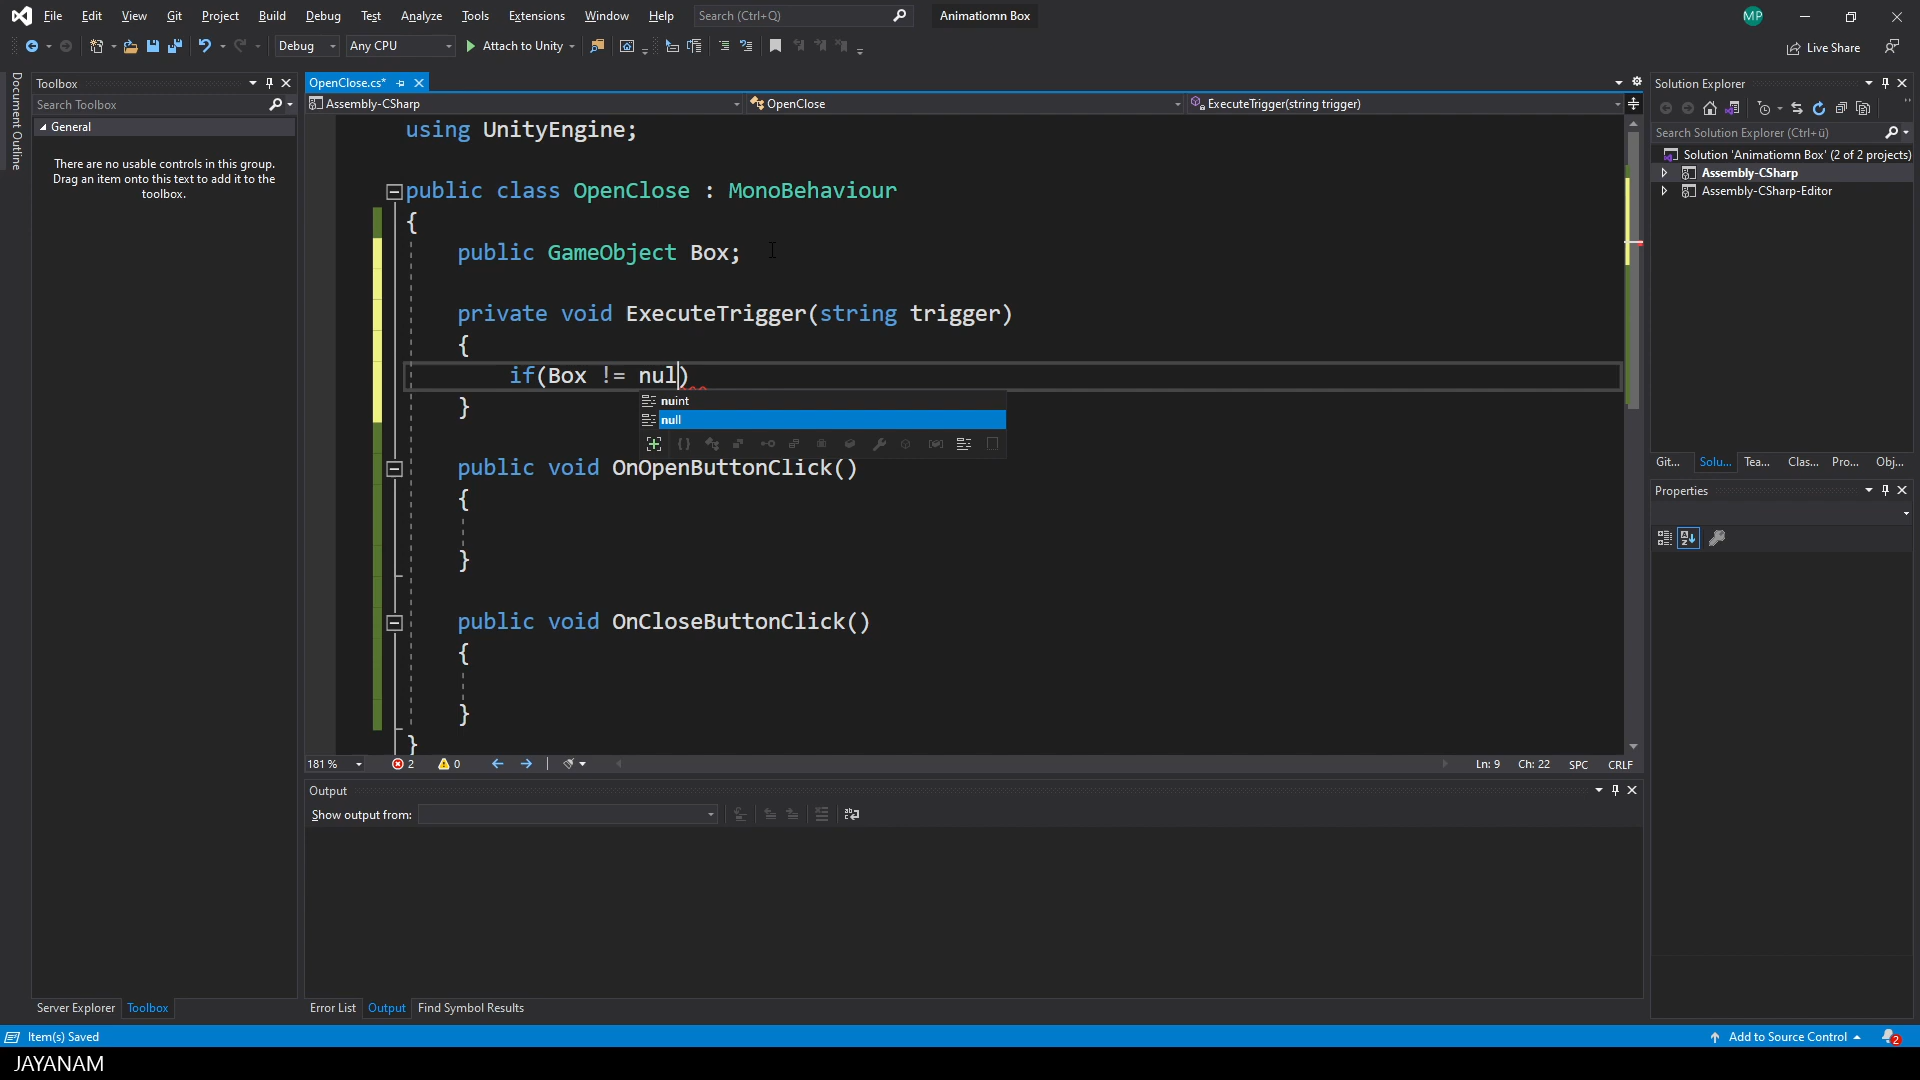 File Edit View Git Project Build Debug Test Analyze Tools Extensions Window Help Search (Ctrl+Q) Animatiomn Box MP
Debug Any CPU Attach to Unity Live Share
Document Outline
Toolbox
Search Toolbox
General
There are no usable controls in this group.
Drag an item onto this text to add it to the
toolbox.
Server Explorer Toolbox
OpenClose.cs*
Assembly-CSharp OpenClose ExecuteTrigger(string trigger)
using UnityEngine;
public class OpenClose : MonoBehaviour
{
public GameObject Box;
private void ExecuteTrigger(string trigger)
{
if(Box != nul)
nuint
null
}
public void OnOpenButtonClick()
{
}
public void OnCloseButtonClick()
{
}
}
181 % 2 0 Ln: 9 Ch: 22 SPC CRLF
Output
Show output from:
Error List Output Find Symbol Results
Solution Explorer
Search Solution Explorer (Ctrl+ü)
Solution 'Animatiomn Box' (2 of 2 projects)
Assembly-CSharp
Assembly-CSharp-Editor
Git... Solu... Tea... Clas... Pro... Obj...
Properties
Item(s) Saved Add to Source Control 2
JAYANAM